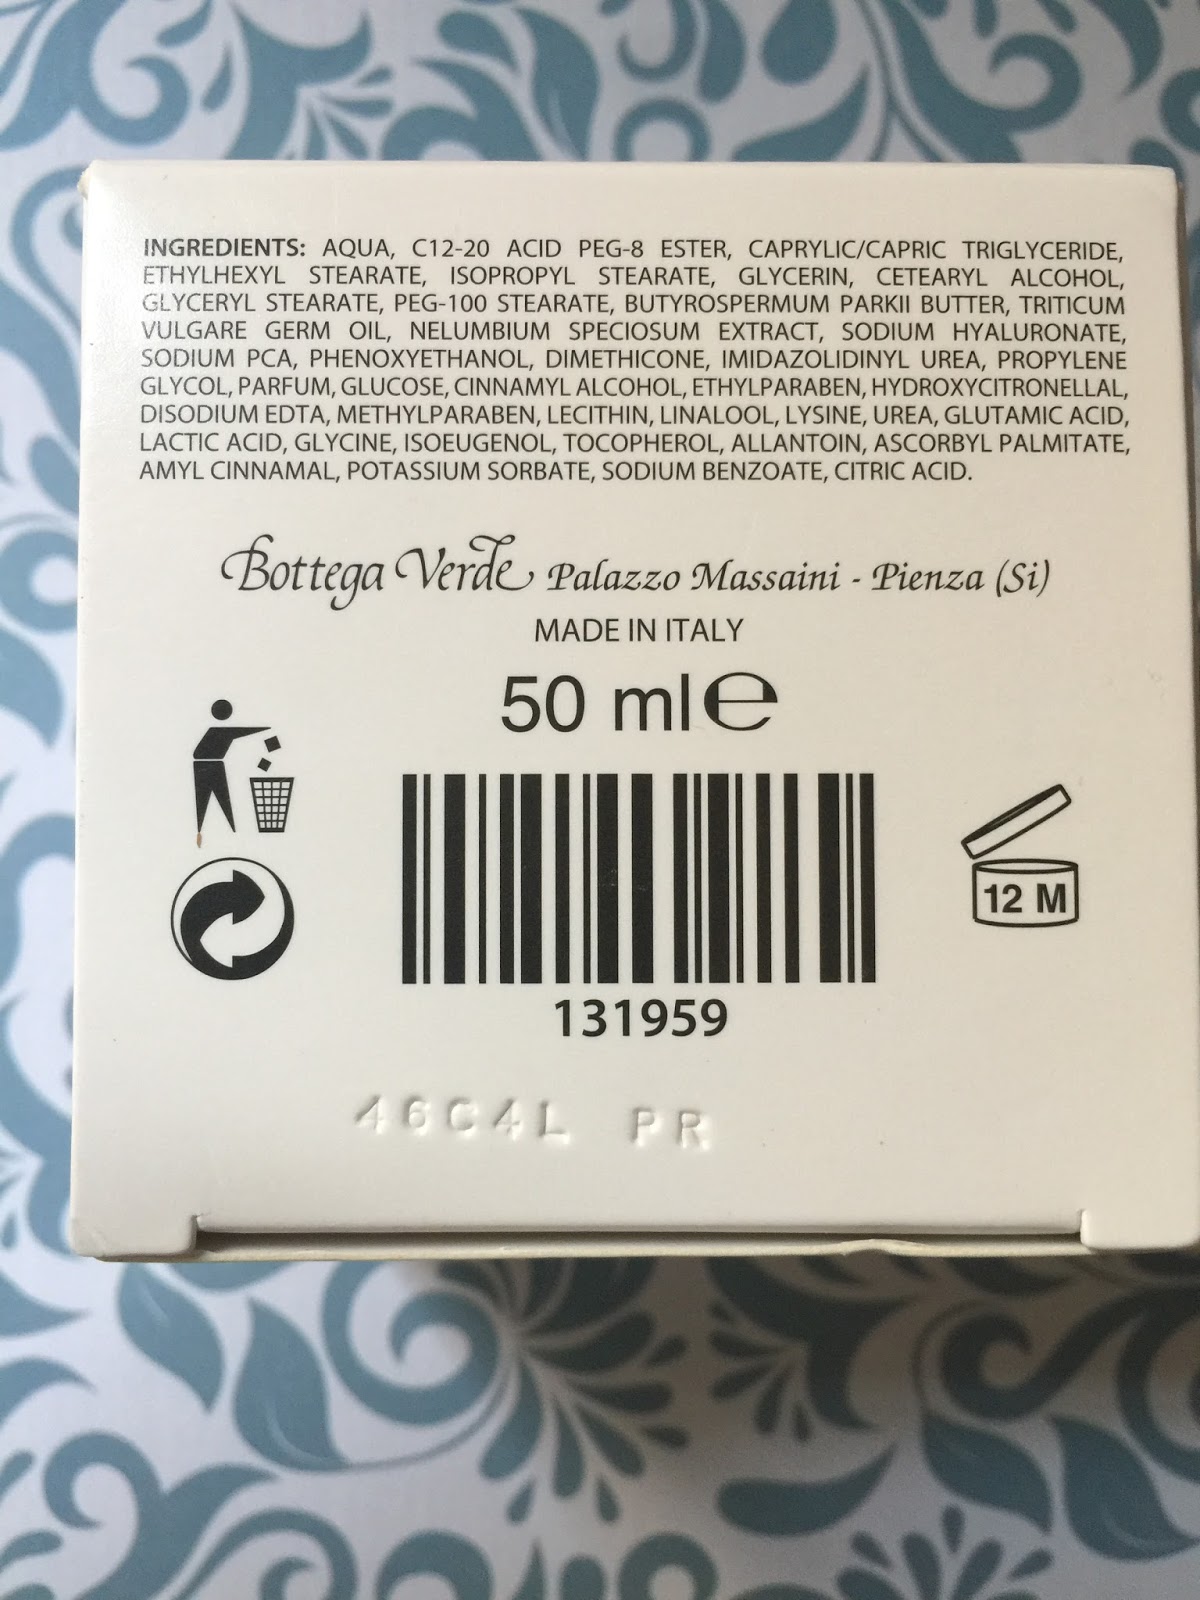 INGREDIENTS: AQUA, C12-20 ACID PEG-8 ESTER, CAPRYLIC/CAPRIC TRIGLYCERIDE,
ETHYLHEXYL STEARATE, ISOPROPYL STEARATE, GLYCERIN, CETEARYL ALCOHOL,
GLYCERYL STEARATE, PEG-100 STEARATE, BUTYROSPERMUM PARKII BUTTER, TRITICUM
VULGARE GERM OIL, NELUMBIUM SPECIOSUM EXTRACT, SODIUM HYALURONATE,
SODIUM PCA, PHENOXYETHANOL, DIMETHICONE, IMIDAZOLIDINYL UREA, PROPYLENE
GLYCOL, PARFUM, GLUCOSE, CINNAMYL ALCOHOL, ETHYLPARABEN, HYDROXYCITRONELLAL,
DISODIUM EDTA, METHYLPARABEN, LECITHIN, LINALOOL, LYSINE, UREA, GLUTAMIC ACID,
LACTIC ACID, GLYCINE, ISOEUGENOL, TOCOPHEROL, ALLANTOIN, ASCORBYL PALMITATE,
AMYL CINNAMAL, POTASSIUM SORBATE, SODIUM BENZOATE, CITRIC ACID.
Bottega Verde Palazzo Massaini - Pienza (Si)
MADE IN ITALY
50 ml e
12 M
131959
46C4L PR